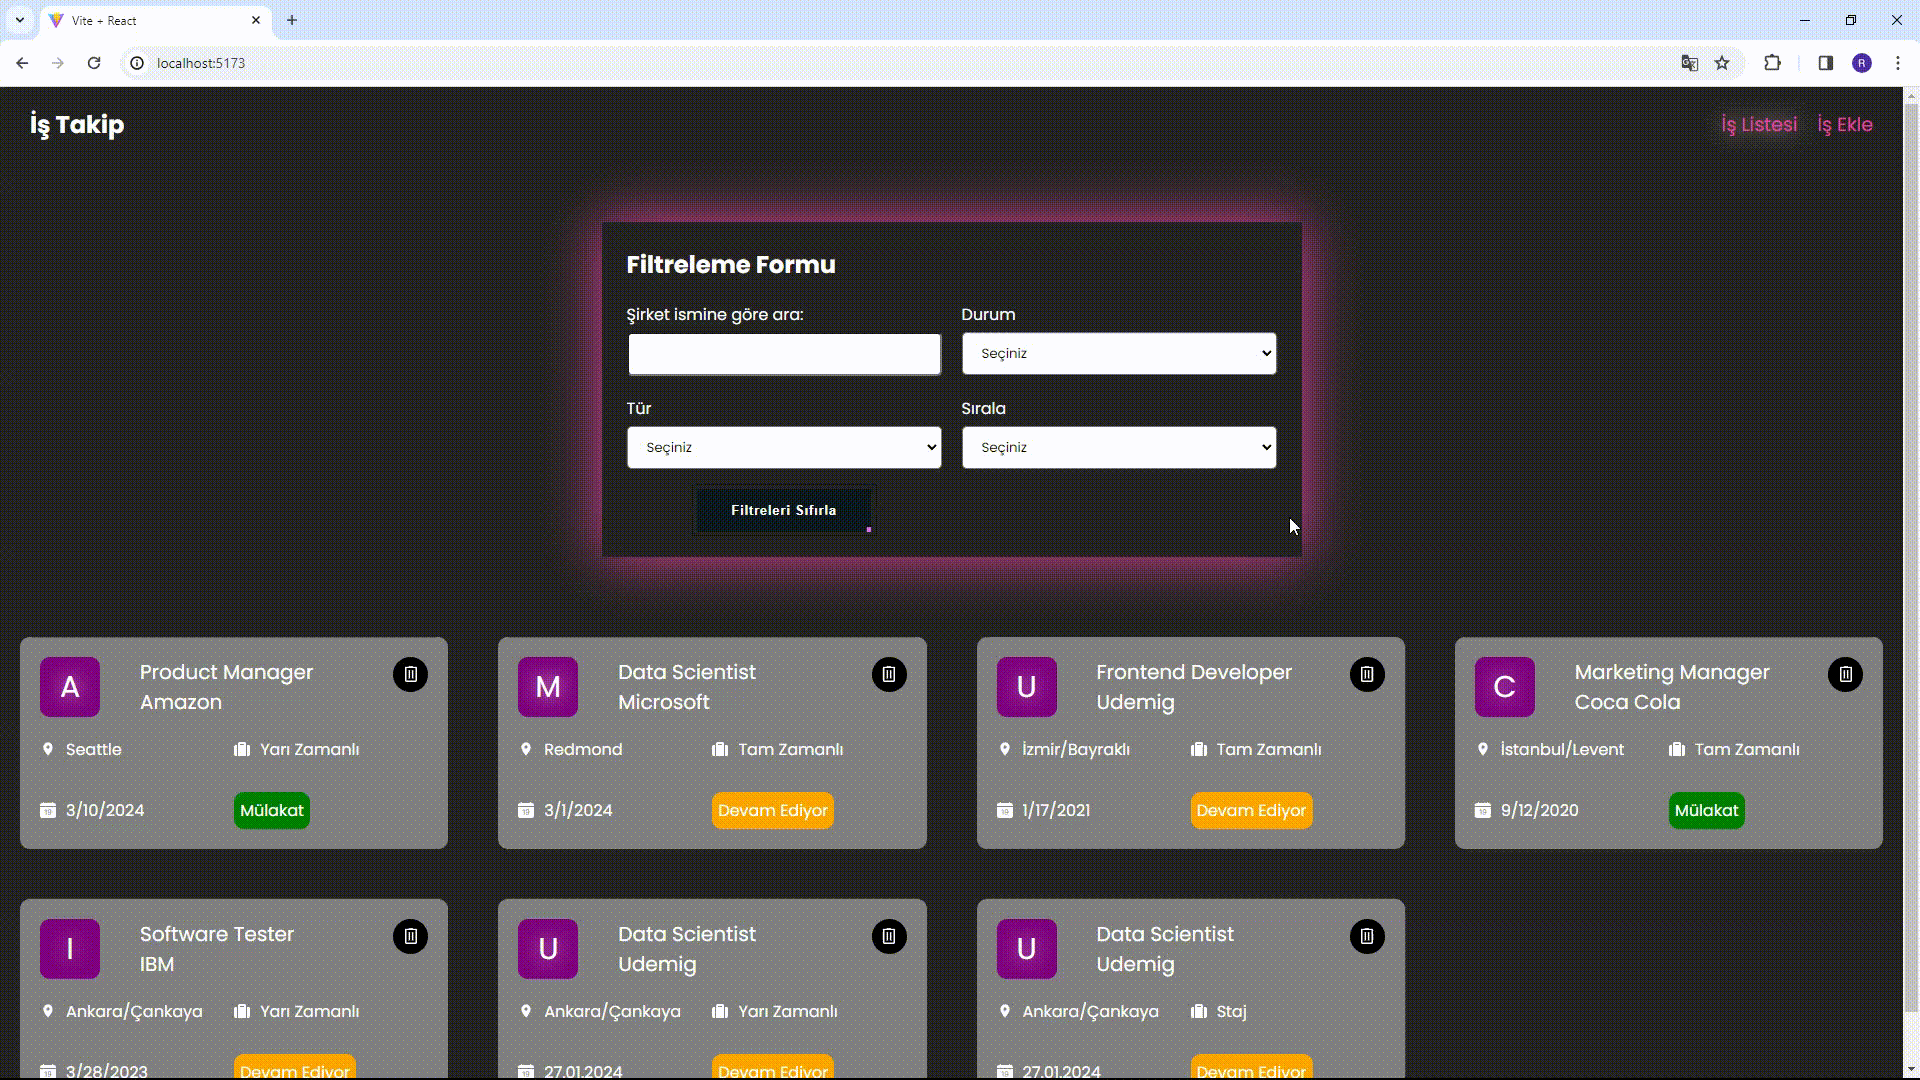 Vite + React
localhost:5173
R
İş Takip
İş Listesi
İş Ekle
Filtreleme Formu
Şirket ismine göre ara:
Durum
Seçiniz
Tür
Sırala
Seçiniz
Seçiniz
Filtreleri Sıfırla
A
Product Manager
Amazon
Seattle
Yarı Zamanlı
3/10/2024
Mülakat
M
Data Scientist
Microsoft
Redmond
Tam Zamanlı
3/1/2024
Devam Ediyor
U
Frontend Developer
Udemig
İzmir/Bayraklı
Tam Zamanlı
1/17/2021
Devam Ediyor
C
Marketing Manager
Coca Cola
İstanbul/Levent
Tam Zamanlı
9/12/2020
Mülakat
I
Software Tester
IBM
Ankara/Çankaya
Yarı Zamanlı
3/28/2023
Devam Ediyor
U
Data Scientist
Udemig
Ankara/Çankaya
Yarı Zamanlı
27.01.2024
Devam Ediyor
U
Data Scientist
Udemig
Ankara/Çankaya
Staj
27.01.2024
Devam Ediyor